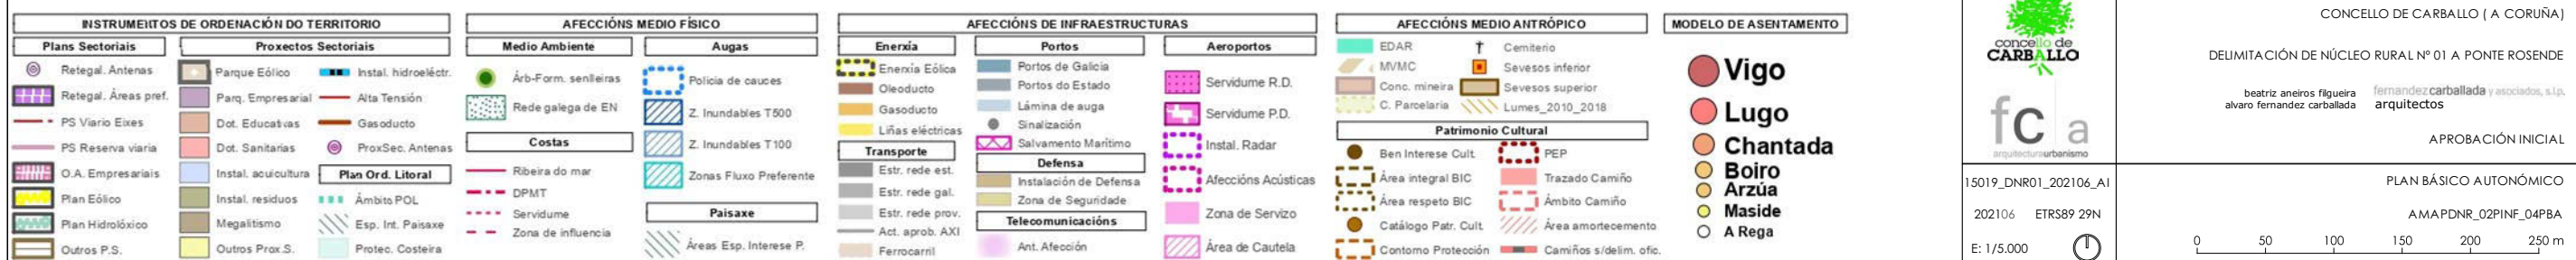 INSTRUMENTOS DE ORDENACIÓN DO TERRITORIO
Plans Sectoriais
Retegal. Antenas
Retegal. Áreas pref.
PS Viario Eixes
PS Reserva viaria
O.A. Empresariais
Plan Eólico
Plan Hidrolóxico
Outros P.S.
Proxectos Sectoriais
Parque Eólico
Parq. Empresarial
Dot. Educativas
Dot. Sanitarias
Instal. acuicultura
Instal. residuos
Megalitismo
Outros Prox.S.
Instal. hidroeléctr.
Alta Tensión
Gasoducto
ProxSec. Antenas
Plan Ord. Litoral
Ámbito POL
Esp. Int. Paisaxe
Protec. Costeira
AFECCIÓNS MEDIO FÍSICO
Medio Ambiente
Árb-Form. senlleiras
Rede galega de EN
Costas
Ribeira do mar
DPMT
Servidume
Zona de influencia
Augas
Policia de cauces
Z. Inundables T500
Z. Inundables T100
Zonas Fluxo Preferente
Paisaxe
Áreas Esp. Interese P.
AFECCIÓNS DE INFRAESTRUCTURAS
Enerxía
Enerxía Eólica
Oleoducto
Gasoducto
Liñas eléctricas
Transporte
Estr. rede est.
Estr. rede gal.
Estr. rede prov.
Act. aprob. AXI
Ferrocarril
Portos
Portos de Galicia
Portos do Estado
Lámina de auga
Sinalización
Salvamento Marítimo
Defensa
Instalación de Defensa
Zona de Seguridade
Telecomunicacións
Ant. Afección
Aeroportos
Servidume R.D.
Servidume P.D.
Instal. Radar
Afeccións Acústicas
Zona de Servizo
Área de Cautela
AFECCIÓNS MEDIO ANTRÓPICO
EDAR
MVMC
Conc. mineira
C. Parcelaria
Cemiterio
Sevesos inferior
Sevesos superior
Lumes_2010_2018
Patrimonio Cultural
Ben Interese Cult.
Área integral BIC
Área respeto BIC
Catálogo Patr. Cult.
Contorno Protección
PEP
Trazado Camiño
Ámbito Camiño
Área amortecemento
Camiños s/delim. ofic.
MODELO DE ASENTAMENTO
Vigo
Lugo
Chantada
Boiro
Arzúa
Maside
A Rega
concello de
CARBALLO
fc a
arquitecturaurbanismo
15019_DNR01_202106_AI
202106 ETRS89 29N
E: 1/5.000
CONCELLO DE CARBALLO ( A CORUÑA)
DELIMITACIÓN DE NÚCLEO RURAL Nº 01 A PONTE ROSENDE
beatriz aneiros filgueira
alvaro fernandez carballada
fernandezcarballada y asociados, s.l.p.
arquitectos
APROBACIÓN INICIAL
PLAN BÁSICO AUTONÓMICO
AMAPDNR_02PINF_04PBA
0 50 100 150 200 250 m